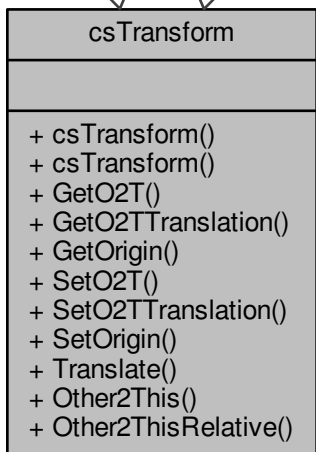 csTransform
+ csTransform()
+ csTransform()
+ GetO2T()
+ GetO2TTranslation()
+ GetOrigin()
+ SetO2T()
+ SetO2TTranslation()
+ SetOrigin()
+ Translate()
+ Other2This()
+ Other2ThisRelative()